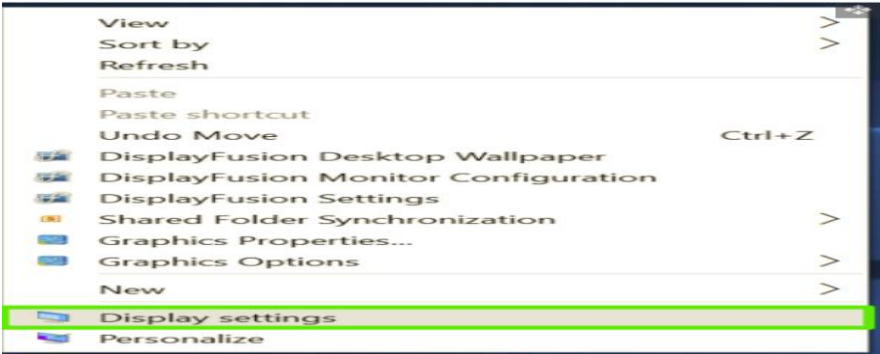 View >
Sort by >
Refresh
Paste
Paste shortcut
Undo Move Ctrl+Z
DisplayFusion Desktop Wallpaper
DisplayFusion Monitor Configuration
DisplayFusion Settings
Shared Folder Synchronization >
Graphics Properties...
Graphics Options >
New >
Display settings
Personalize